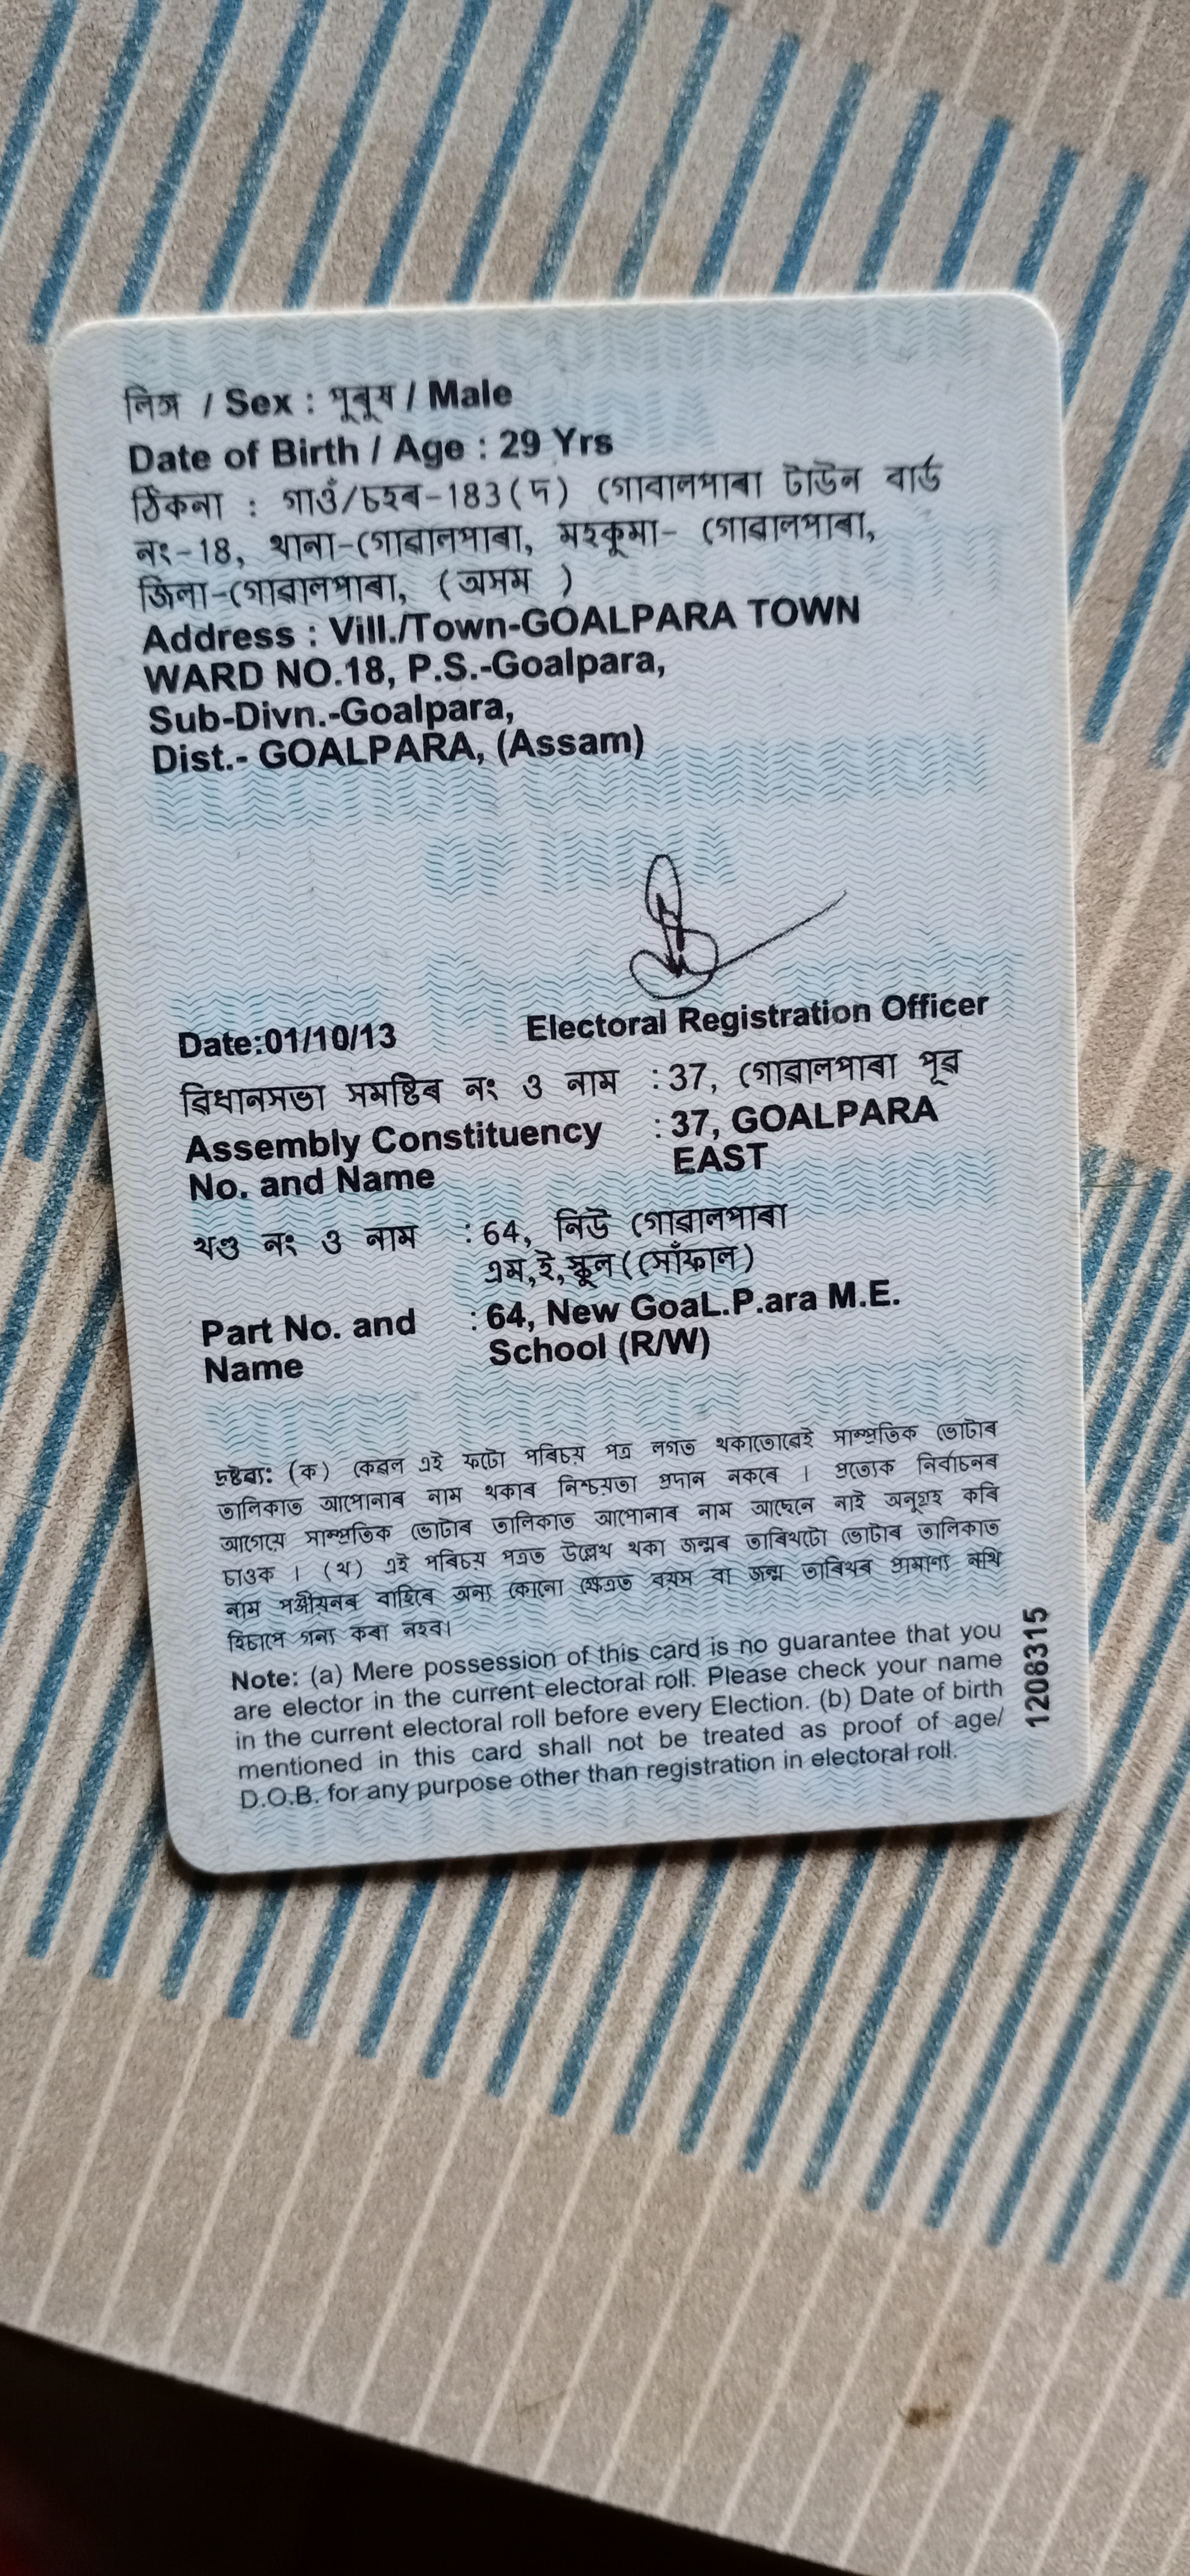 লিঙ্গ / Sex : পুৰুষ / Male
Date of Birth / Age : 29 Yrs
ঠিকনা : গাওঁ/চহৰ-183(দ) গোবালপাৰা টাউন বাৰ্ড
নং-18, থানা-গোৱালপাৰা, মহকুমা- গোৱালপাৰা,
জিলা-গোৱালপাৰা, (অসম )
Address : Vill./Town-GOALPARA TOWN
WARD NO.18, P.S.-Goalpara,
Sub-Divn.-Goalpara,
Dist.- GOALPARA, (Assam)
Date:01/10/13 Electoral Registration Officer
ৱিধানসভা সমষ্টিৰ নং ও নাম : 37, গোৱালপাৰা পূৱ
Assembly Constituency : 37, GOALPARA
No. and Name EAST
খণ্ড নং ও নাম : 64, নিউ গোৱালপাৰা
এম,ই,স্কুল(সোঁফাল)
Part No. and : 64, New GoaL.P.ara M.E.
Name School (R/W)
দ্ৰষ্টৱ্য: (ক) কেৱল এই ফটো পৰিচয় পত্ৰ লগত থকাতোৱেই সাম্প্ৰতিক ভোটাৰ
তালিকাত আপোনাৰ নাম থকাৰ নিশ্চয়তা প্ৰদান নকৰে । প্ৰত্যেক নিৰ্বাচনৰ
আগেয়ে সাম্প্ৰতিক ভোটাৰ তালিকাত আপোনাৰ নাম আছেনে নাই অনুগ্ৰহ কৰি
চাওক । (খ) এই পৰিচয় পত্ৰত উল্লেখ থকা জন্মৰ তাৰিখটো ভোটাৰ তালিকাত
নাম পঞ্জীয়নৰ বাহিৰে অন্য কোনো ক্ষেত্ৰত বয়স বা জন্ম তাৰিখৰ প্ৰামাণ্য নথি
হিচাপে গন্য কৰা নহব।
Note: (a) Mere possession of this card is no guarantee that you
are elector in the current electoral roll. Please check your name
in the current electoral roll before every Election. (b) Date of birth
mentioned in this card shall not be treated as proof of age/
D.O.B. for any purpose other than registration in electoral roll.
1208315